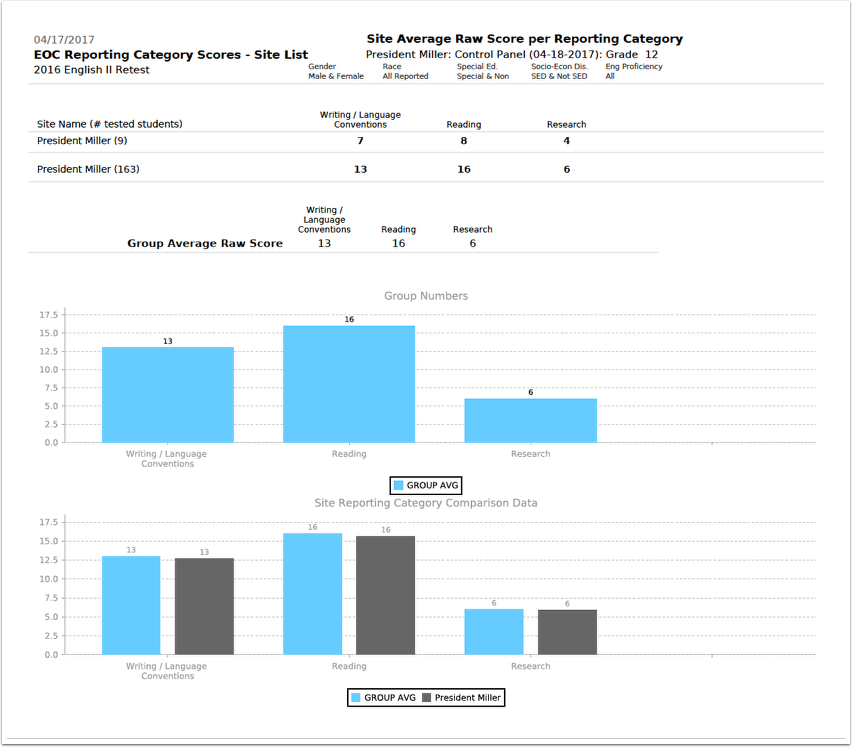 04/17/2017
Site Average Raw Score per Reporting Category
EOC Reporting Category Scores - Site List
President Miller: Control Panel (04-18-2017): Grade 12
2016 English II Retest
Gender Race Special Ed. Socio-Econ Dis. Eng Proficiency
Male & Female All Reported Special & Non SED & Not SED All
Writing / Language
Site Name (# tested students) Conventions Reading Research
President Miller (9) 7 8 4
President Miller (163) 13 16 6
Writing /
Language
Conventions Reading Research
Group Average Raw Score 13 16 6
Group Numbers
17.5
16
15.0
13
12.5
10.0
7.5
6
5.0
2.5
0.0
Writing / Language Reading Research
Conventions
GROUP AVG
Site Reporting Category Comparison Data
17.5
16 16
15.0
13 13
12.5
10.0
7.5
6 6
5.0
2.5
0.0
Writing / Language Reading Research
Conventions
GROUP AVG President Miller